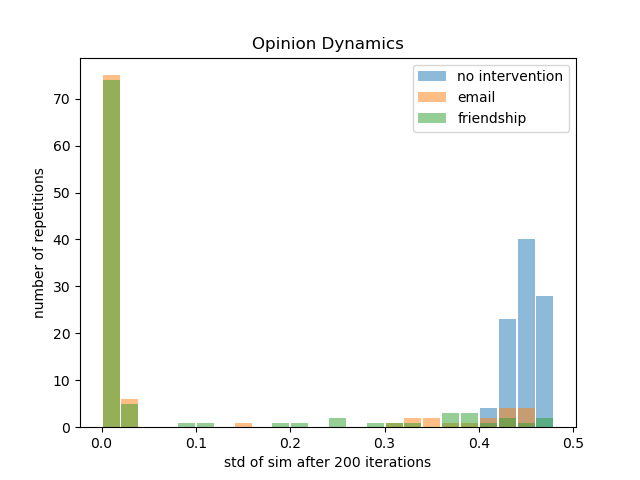 Opinion Dynamics
no intervention
email
friendship
number of repetitions
70
60
50
40
30
20
10
0
0.0 0.1 0.2 0.3 0.4 0.5
std of sim after 200 iterations